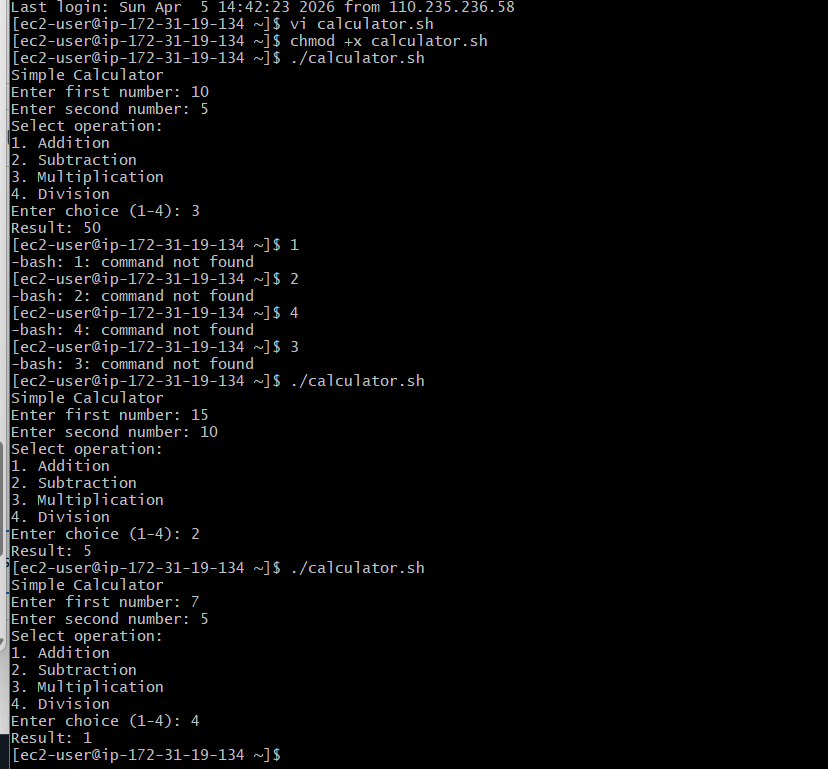 Last login: Sun Apr  5 14:42:23 2026 from 110.235.236.58
[ec2-user@ip-172-31-19-134 ~]$ vi calculator.sh
[ec2-user@ip-172-31-19-134 ~]$ chmod +x calculator.sh
[ec2-user@ip-172-31-19-134 ~]$ ./calculator.sh
Simple Calculator
Enter first number: 10
Enter second number: 5
Select operation:
1. Addition
2. Subtraction
3. Multiplication
4. Division
Enter choice (1-4): 3
Result: 50
[ec2-user@ip-172-31-19-134 ~]$ 1
-bash: 1: command not found
[ec2-user@ip-172-31-19-134 ~]$ 2
-bash: 2: command not found
[ec2-user@ip-172-31-19-134 ~]$ 4
-bash: 4: command not found
[ec2-user@ip-172-31-19-134 ~]$ 3
-bash: 3: command not found
[ec2-user@ip-172-31-19-134 ~]$ ./calculator.sh
Simple Calculator
Enter first number: 15
Enter second number: 10
Select operation:
1. Addition
2. Subtraction
3. Multiplication
4. Division
Enter choice (1-4): 2
Result: 5
[ec2-user@ip-172-31-19-134 ~]$ ./calculator.sh
Simple Calculator
Enter first number: 7
Enter second number: 5
Select operation:
1. Addition
2. Subtraction
3. Multiplication
4. Division
Enter choice (1-4): 4
Result: 1
[ec2-user@ip-172-31-19-134 ~]$